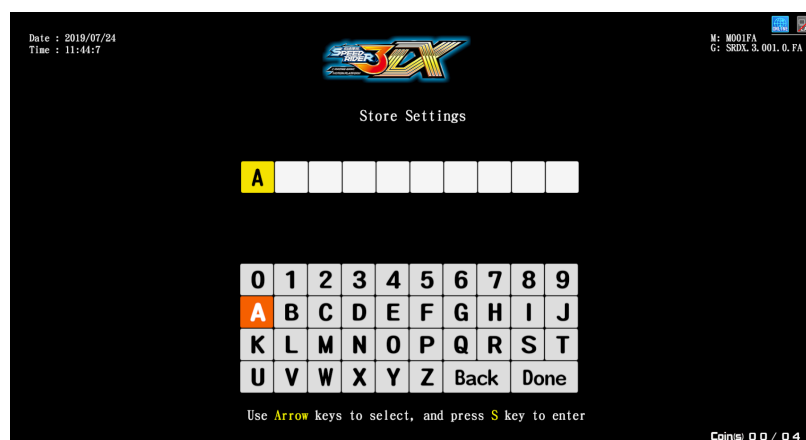 Date : 2019/07/24
Time : 11:44:7
M: M001FA
G: SRDX.3.001.0.FA
SPEED RIDER 3 DX
Store Settings
A
0 1 2 3 4 5 6 7 8 9
A B C D E F G H I J
K L M N O P Q R S T
U V W X Y Z Back Done
Use Arrow keys to select, and press S key to enter
Coin(s) 00 / 04